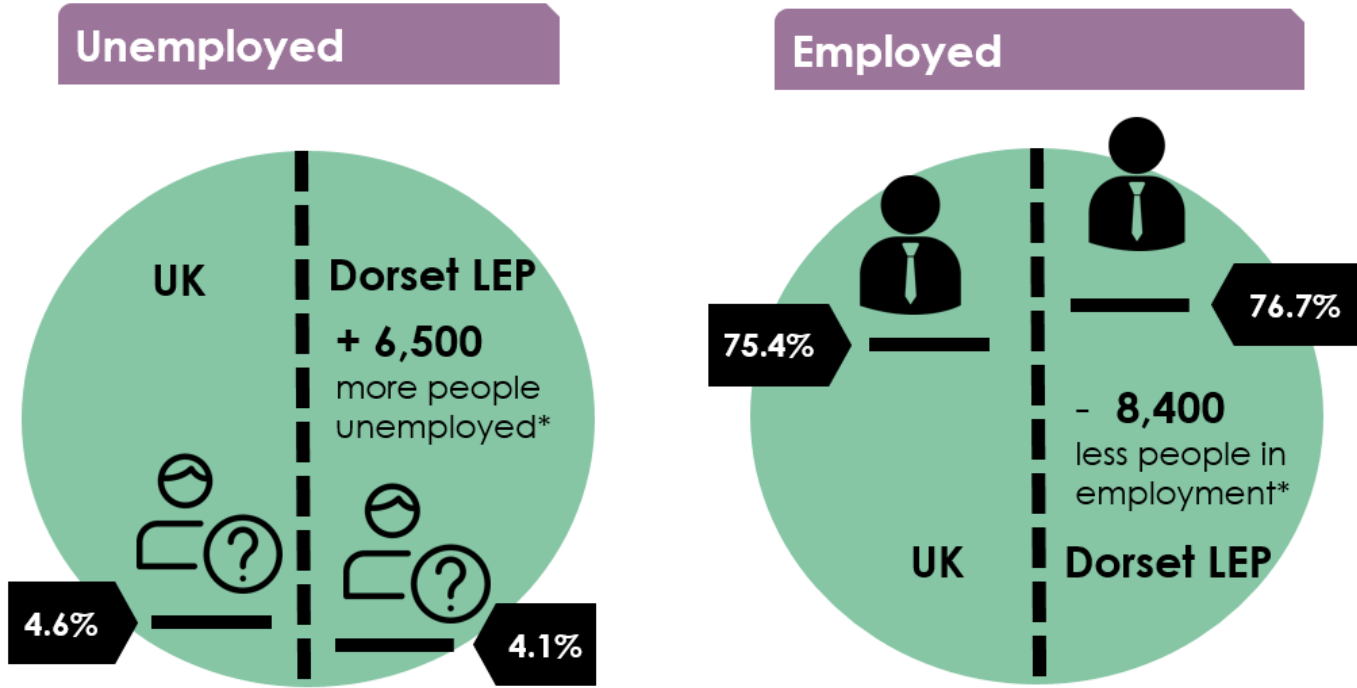 Unemployed
UK
Dorset LEP
+ 6,500
more people
unemployed*
?
?
4.6%
4.1%
Employed
75.4%
76.7%
- 8,400
less people in
employment*
UK
Dorset LEP